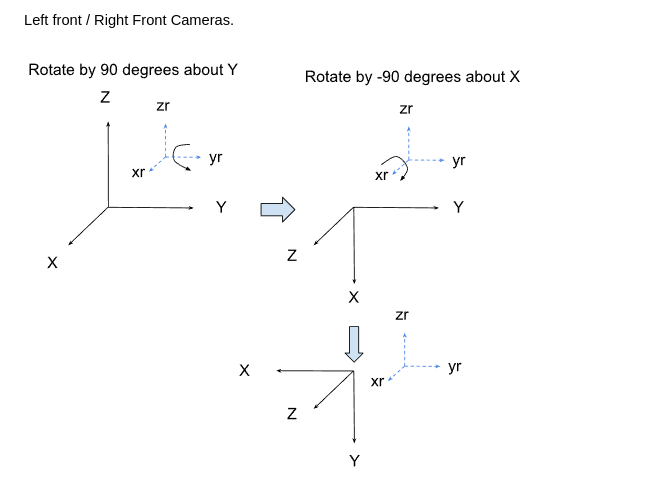 Left front / Right Front Cameras.
Rotate by 90 degrees about Y
Rotate by -90 degrees about X
Z
zr
yr
xr
Y
X
zr
yr
xr
Y
Z
X
zr
X
yr
xr
Z
Y